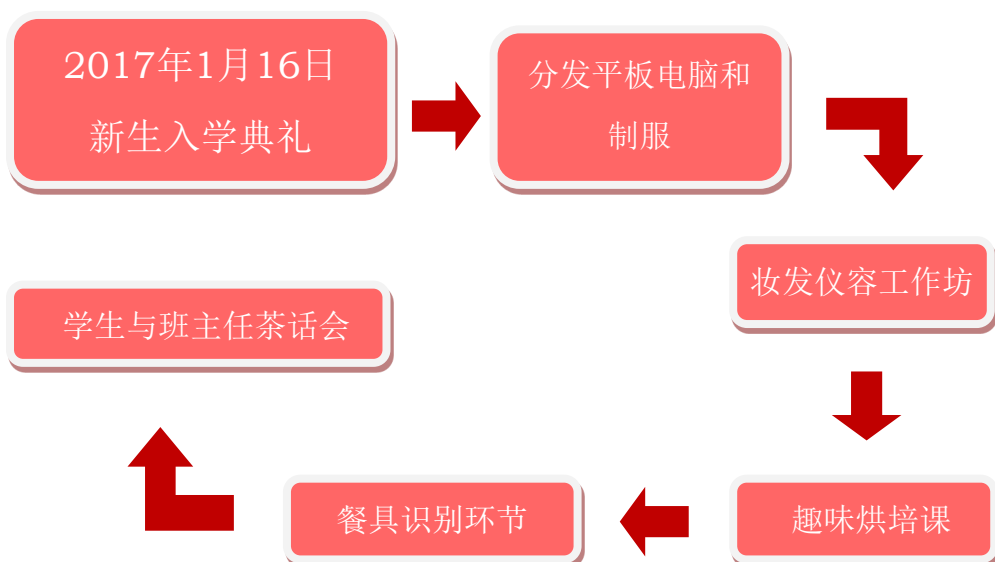 2017年1月16日
新生入学典礼
分发平板电脑和
制服
妆发仪容工作坊
趣味烘培课
餐具识别环节
学生与班主任茶话会